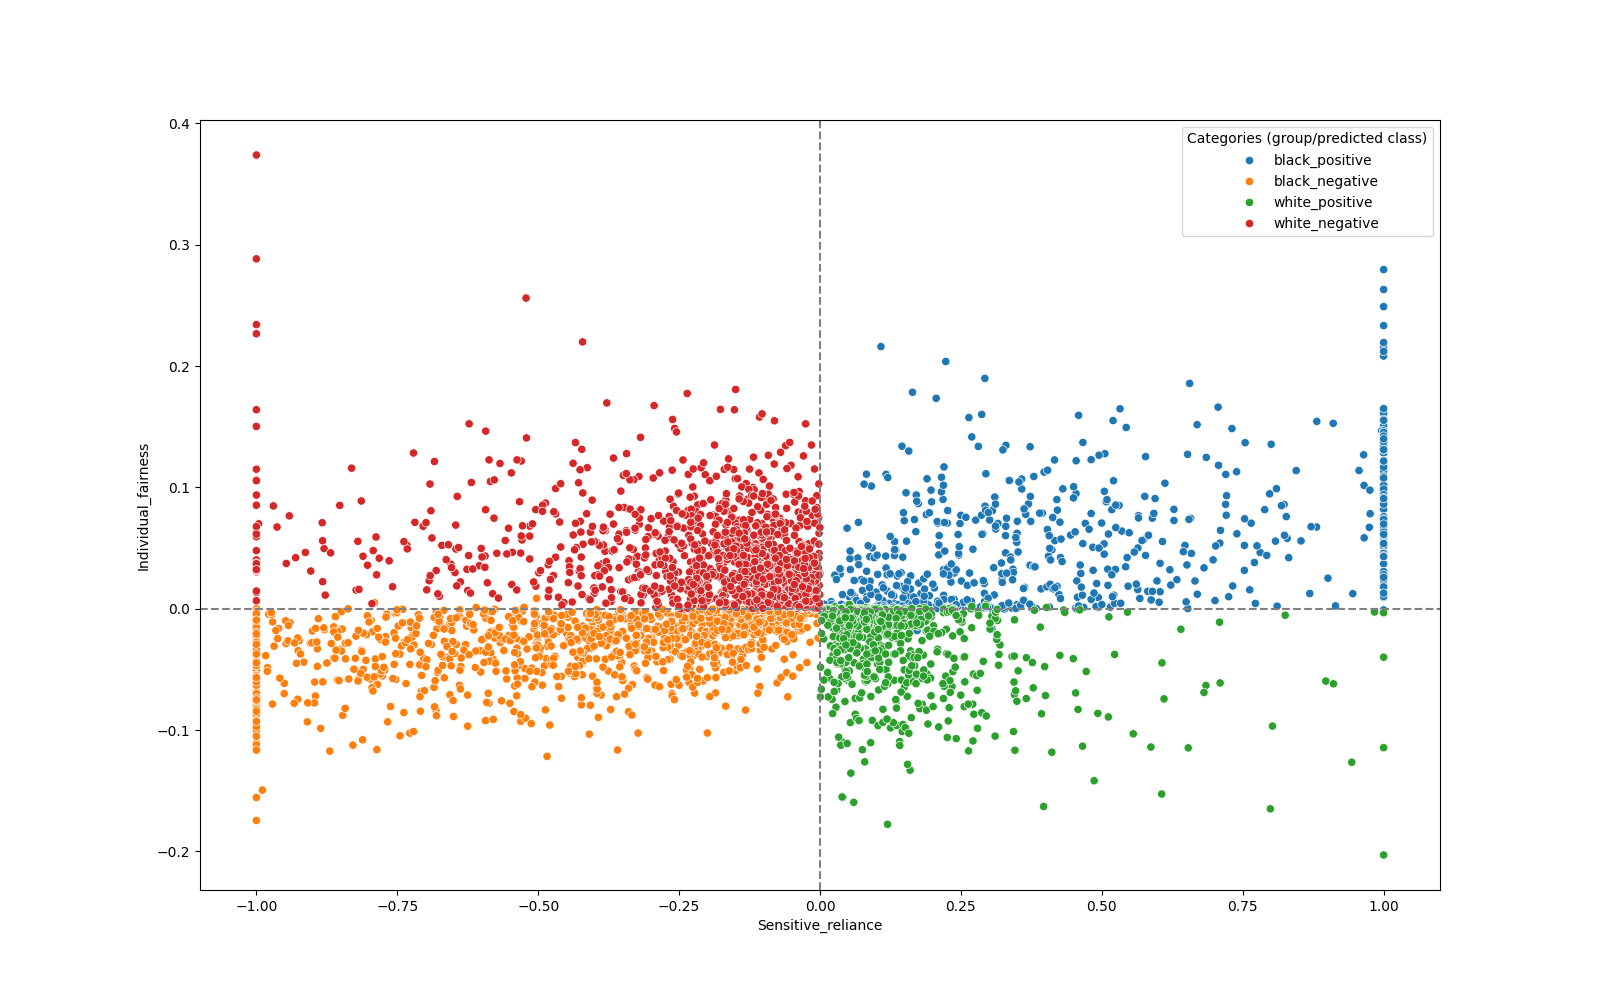 Categories (group/predicted class)
black_positive
black_negative
white_positive
white_negative
0.4
0.3
0.2
0.1
0.0
−0.1
−0.2
Individual_fairness
−1.00 −0.75 −0.50 −0.25 0.00 0.25 0.50 0.75 1.00
Sensitive_reliance